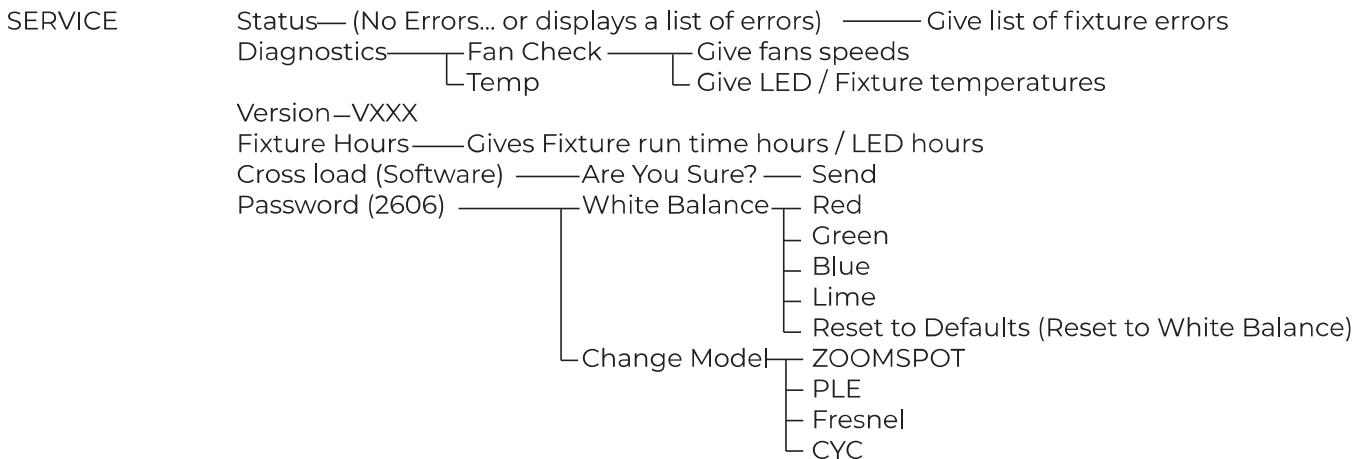 SERVICE Status (No Errors... or displays a list of errors) Give list of fixture errors
Diagnostics Fan Check Give fans speeds
Temp Give LED / Fixture temperatures
Version VXXX
Fixture Hours Gives Fixture run time hours / LED hours
Cross load (Software) Are You Sure? Send
Password (2606) White Balance Red
Green
Blue
Lime
Reset to Defaults (Reset to White Balance)
Change Model ZOOMSPOT
PLE
Fresnel
CYC